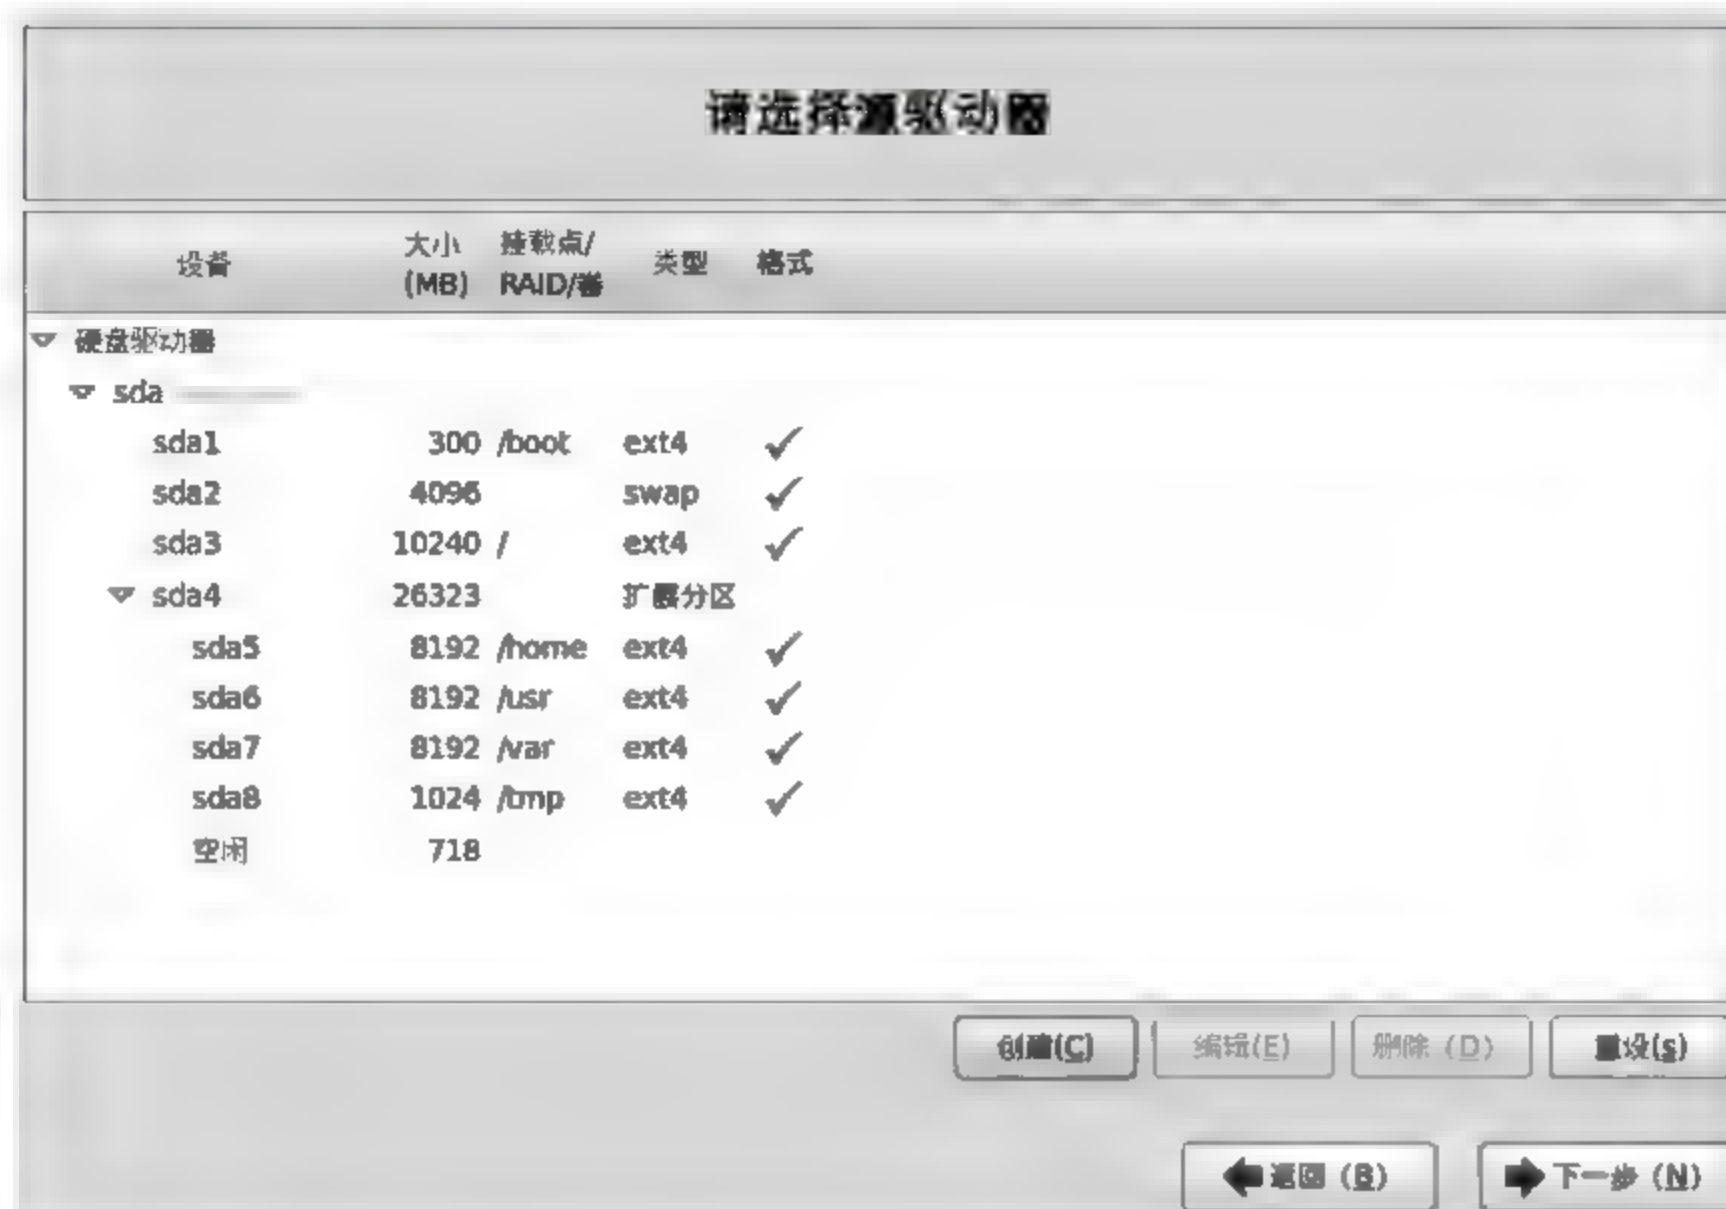 请选择源驱动器
设备 大小(MB) 挂载点/RAID/卷 类型 格式
硬盘驱动器
sda
sda1 300 /boot ext4 ✓
sda2 4096 swap ✓
sda3 10240 / ext4 ✓
sda4 26323 扩展分区
sda5 8192 /home ext4 ✓
sda6 8192 /usr ext4 ✓
sda7 8192 /var ext4 ✓
sda8 1024 /tmp ext4 ✓
空闲 718
创建(C) 编辑(E) 删除（D） 重设(s)
返回（B） 下一步（N）